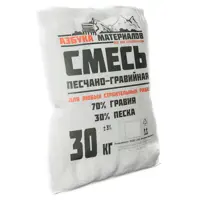 АЗБУКА МАТЕРИАЛОВ
СМЕСЬ
ПЕСЧАНО-ГРАВИЙНАЯ
ДЛЯ ЛЮБЫХ СТРОИТЕЛЬНЫХ РАБОТ
70% ГРАВИЯ
30% ПЕСКА
30 КГ